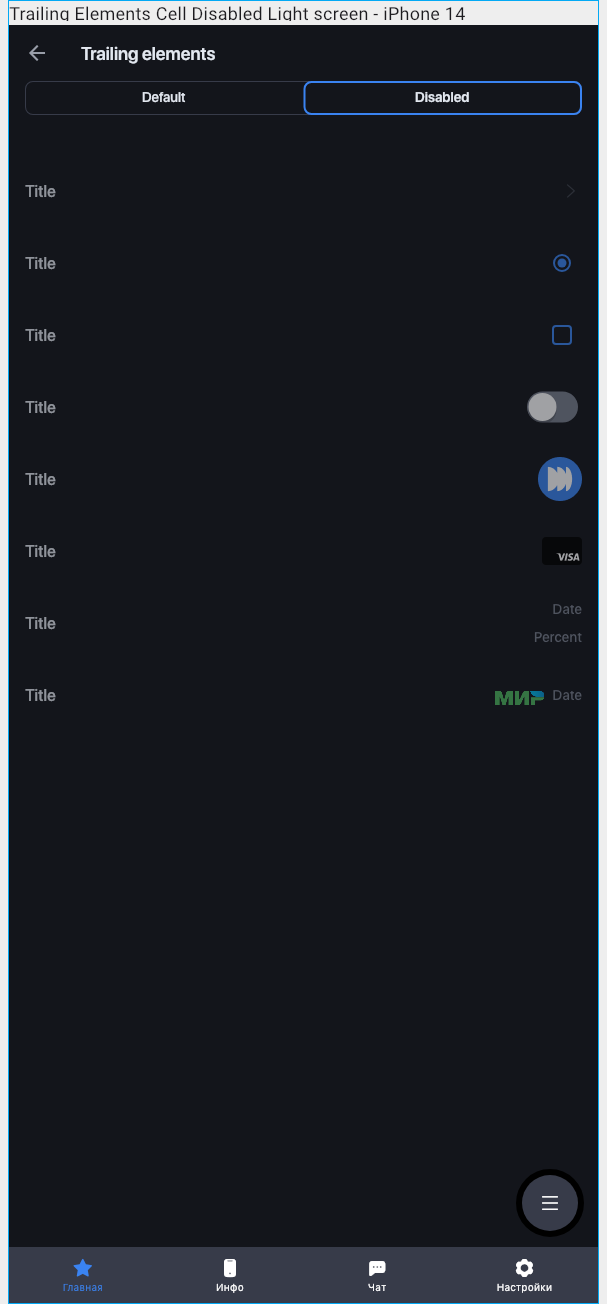 Trailing Elements Cell Disabled Light screen - iPhone 14
Trailing elements
Default Disabled
Title
Title
Title
Title
Title
Title VISA
Title Date
Percent
Title МИР Date
Главная Инфо Чат Настройки